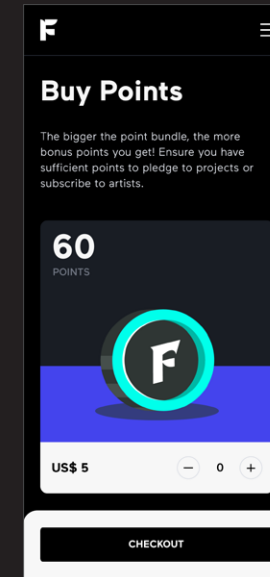 F
Buy Points
The bigger the point bundle, the more
bonus points you get! Ensure you have
sufficient points to pledge to projects or
subscribe to artists.
60
POINTS
F
US$ 5
− 0 +
CHECKOUT